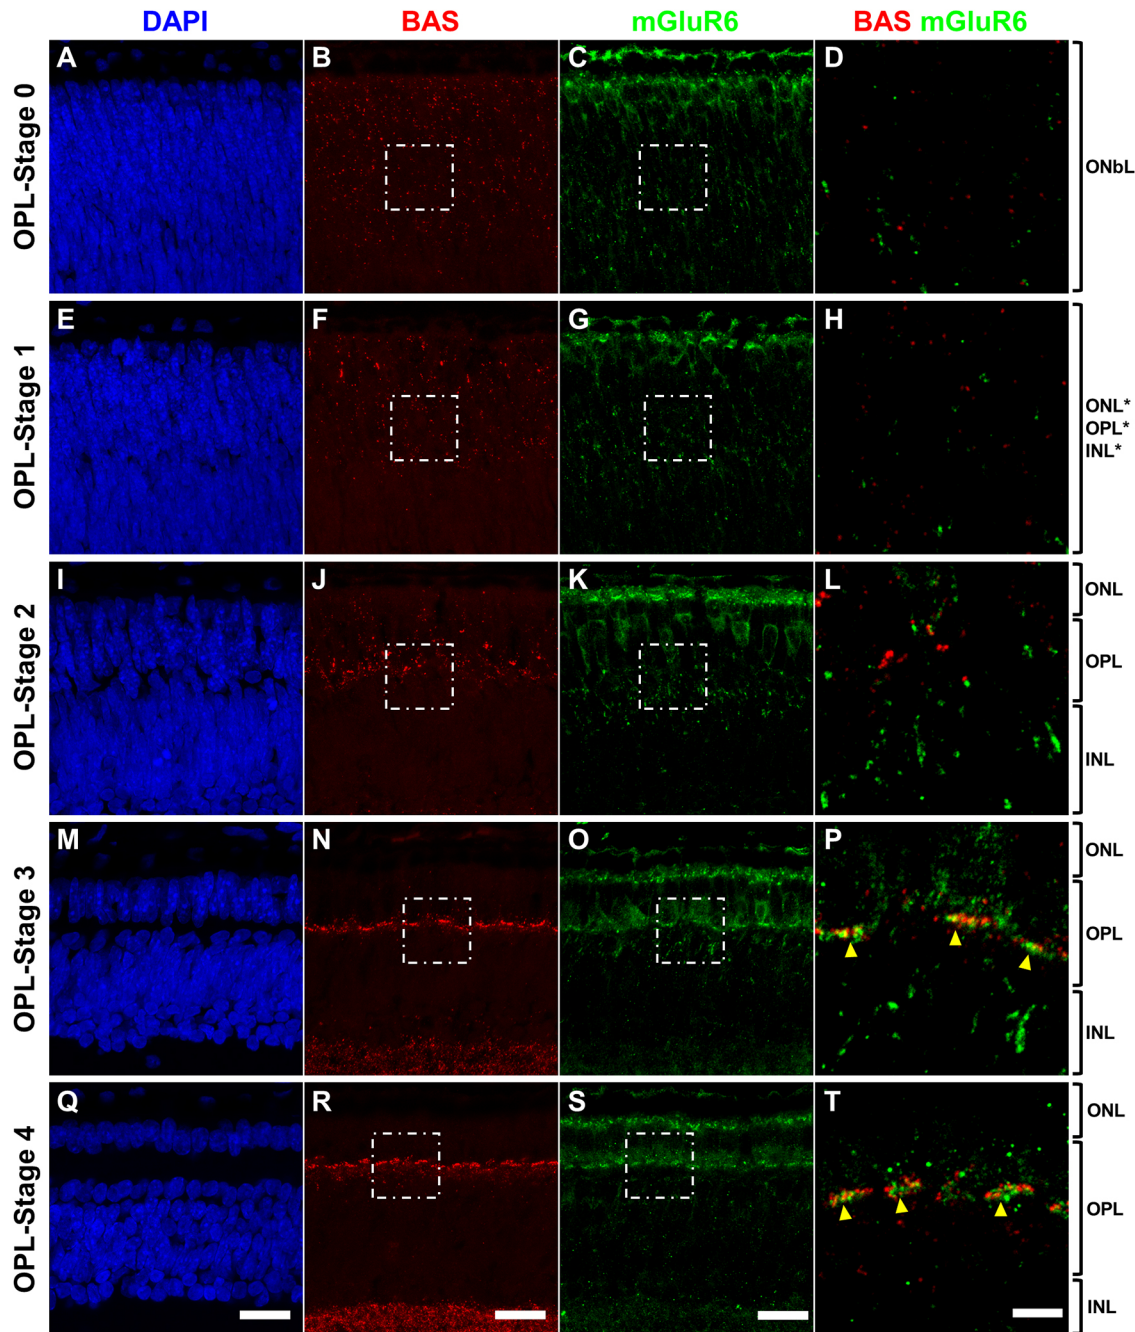 DAPI BAS mGluR6 BAS mGluR6
OPL-Stage 0
A B C D
ONbL
OPL-Stage 1
E F G H
ONL*
OPL*
INL*
OPL-Stage 2
I J K L
ONL
OPL
INL
OPL-Stage 3
M N O P
ONL
OPL
INL
OPL-Stage 4
Q R S T
ONL
OPL
INL